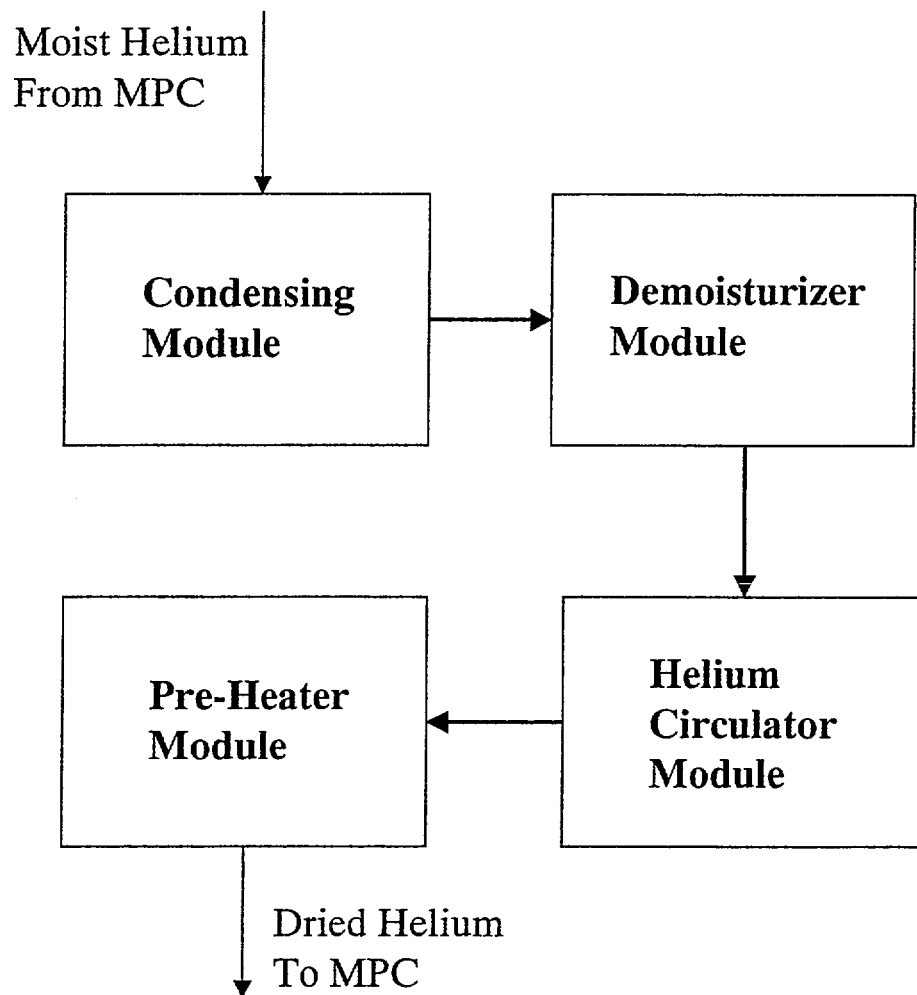 Moist Helium
From MPC
Condensing
Module
Demoisturizer
Module
Pre-Heater
Module
Helium
Circulator
Module
Dried Helium
To MPC